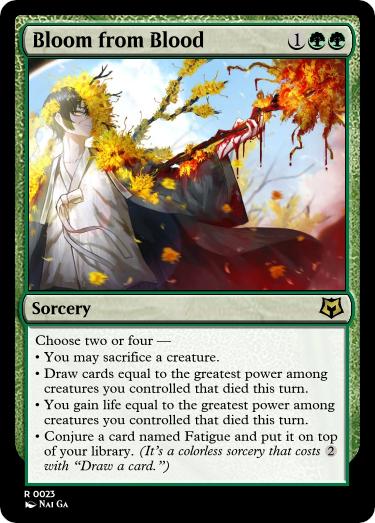 Bloom from Blood 1
Sorcery
Choose two or four —
• You may sacrifice a creature.
• Draw cards equal to the greatest power among
creatures you controlled that died this turn.
• You gain life equal to the greatest power among
creatures you controlled that died this turn.
• Conjure a card named Fatigue and put it on top
of your library. (It's a colorless sorcery that costs 2
with “Draw a card.”)
R 0023
Nai Ga